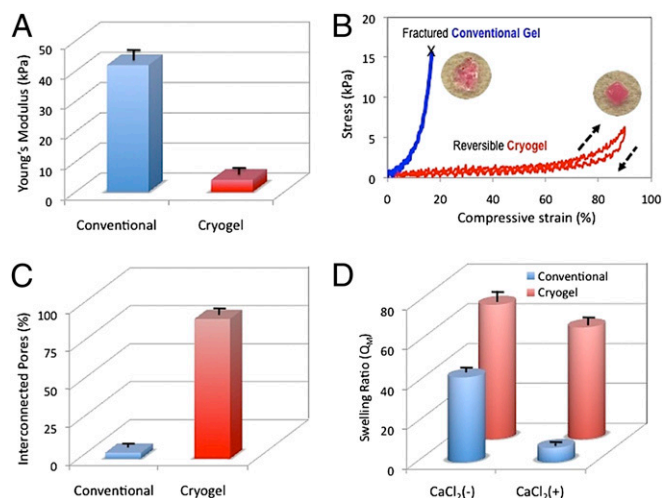 A
50
40
30
20
10
0
Young's Modulus (kPa)
Conventional
Cryogel
B
20
15
10
5
0
Stress (kPa)
Fractured Conventional Gel
X
Reversible Cryogel
0
20
40
60
80
100
Compressive strain (%)
C
100
75
50
25
0
Interconnected Pores (%)
Conventional
Cryogel
D
Conventional
Cryogel
80
60
40
20
0
Swelling Ratio (Q_M)
CaCl₂(-)
CaCl₂(+)